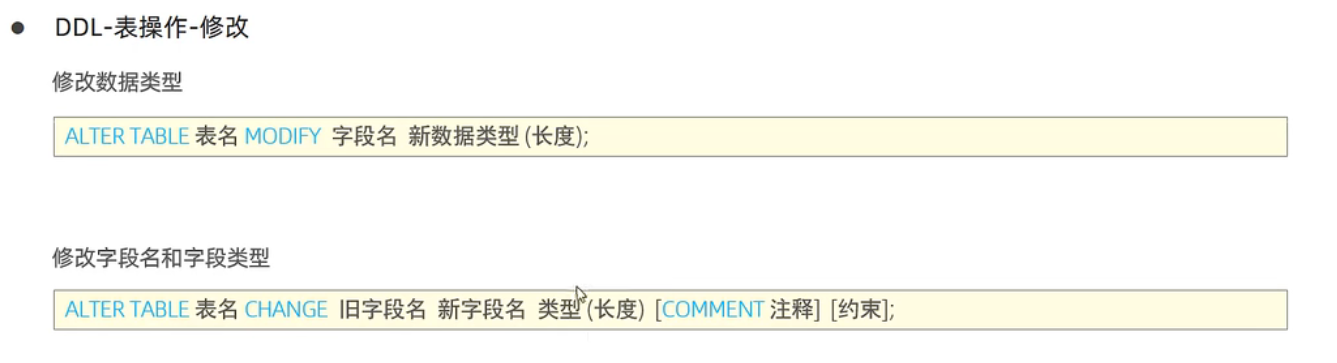 DDL-表操作-修改
修改数据类型
ALTER TABLE 表名 MODIFY 字段名 新数据类型 (长度);
修改字段名和字段类型
ALTER TABLE 表名 CHANGE 旧字段名 新字段名 类型 (长度) [COMMENT 注释] [约束];